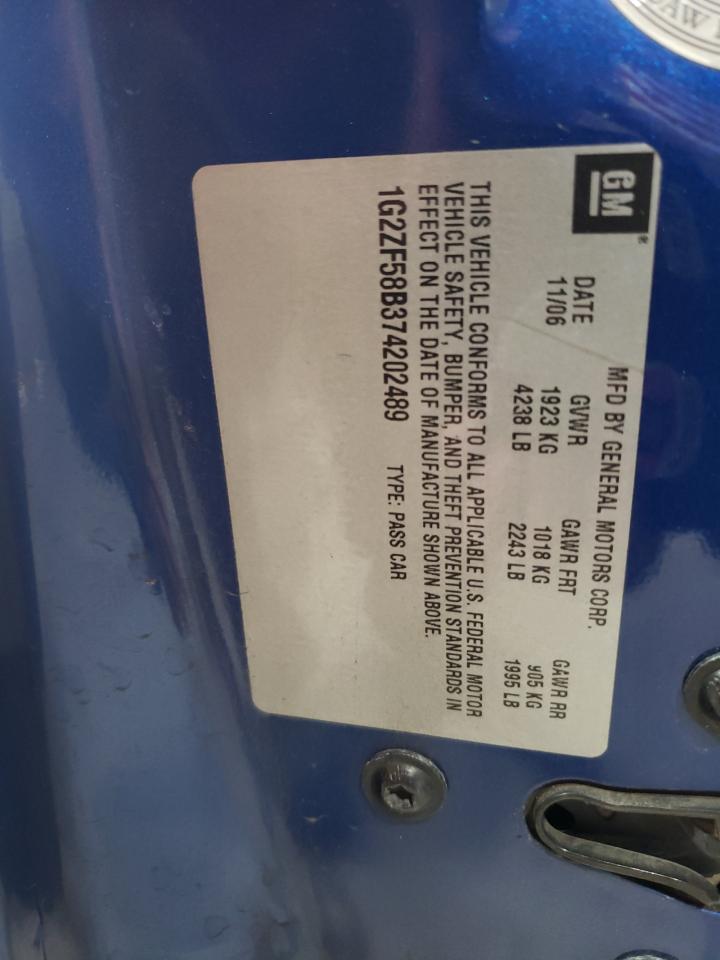 GM®
MFD BY GENERAL MOTORS CORP.
DATE GVWR GAWR FRT GAWR RR
11/06 1923 KG 1018 KG 905 KG
4238 LB 2243 LB 1995 LB
THIS VEHICLE CONFORMS TO ALL APPLICABLE U.S. FEDERAL MOTOR
VEHICLE SAFETY, BUMPER, AND THEFT PREVENTION STANDARDS IN
EFFECT ON THE DATE OF MANUFACTURE SHOWN ABOVE.
1G2ZF58B374202489 TYPE: PASS CAR